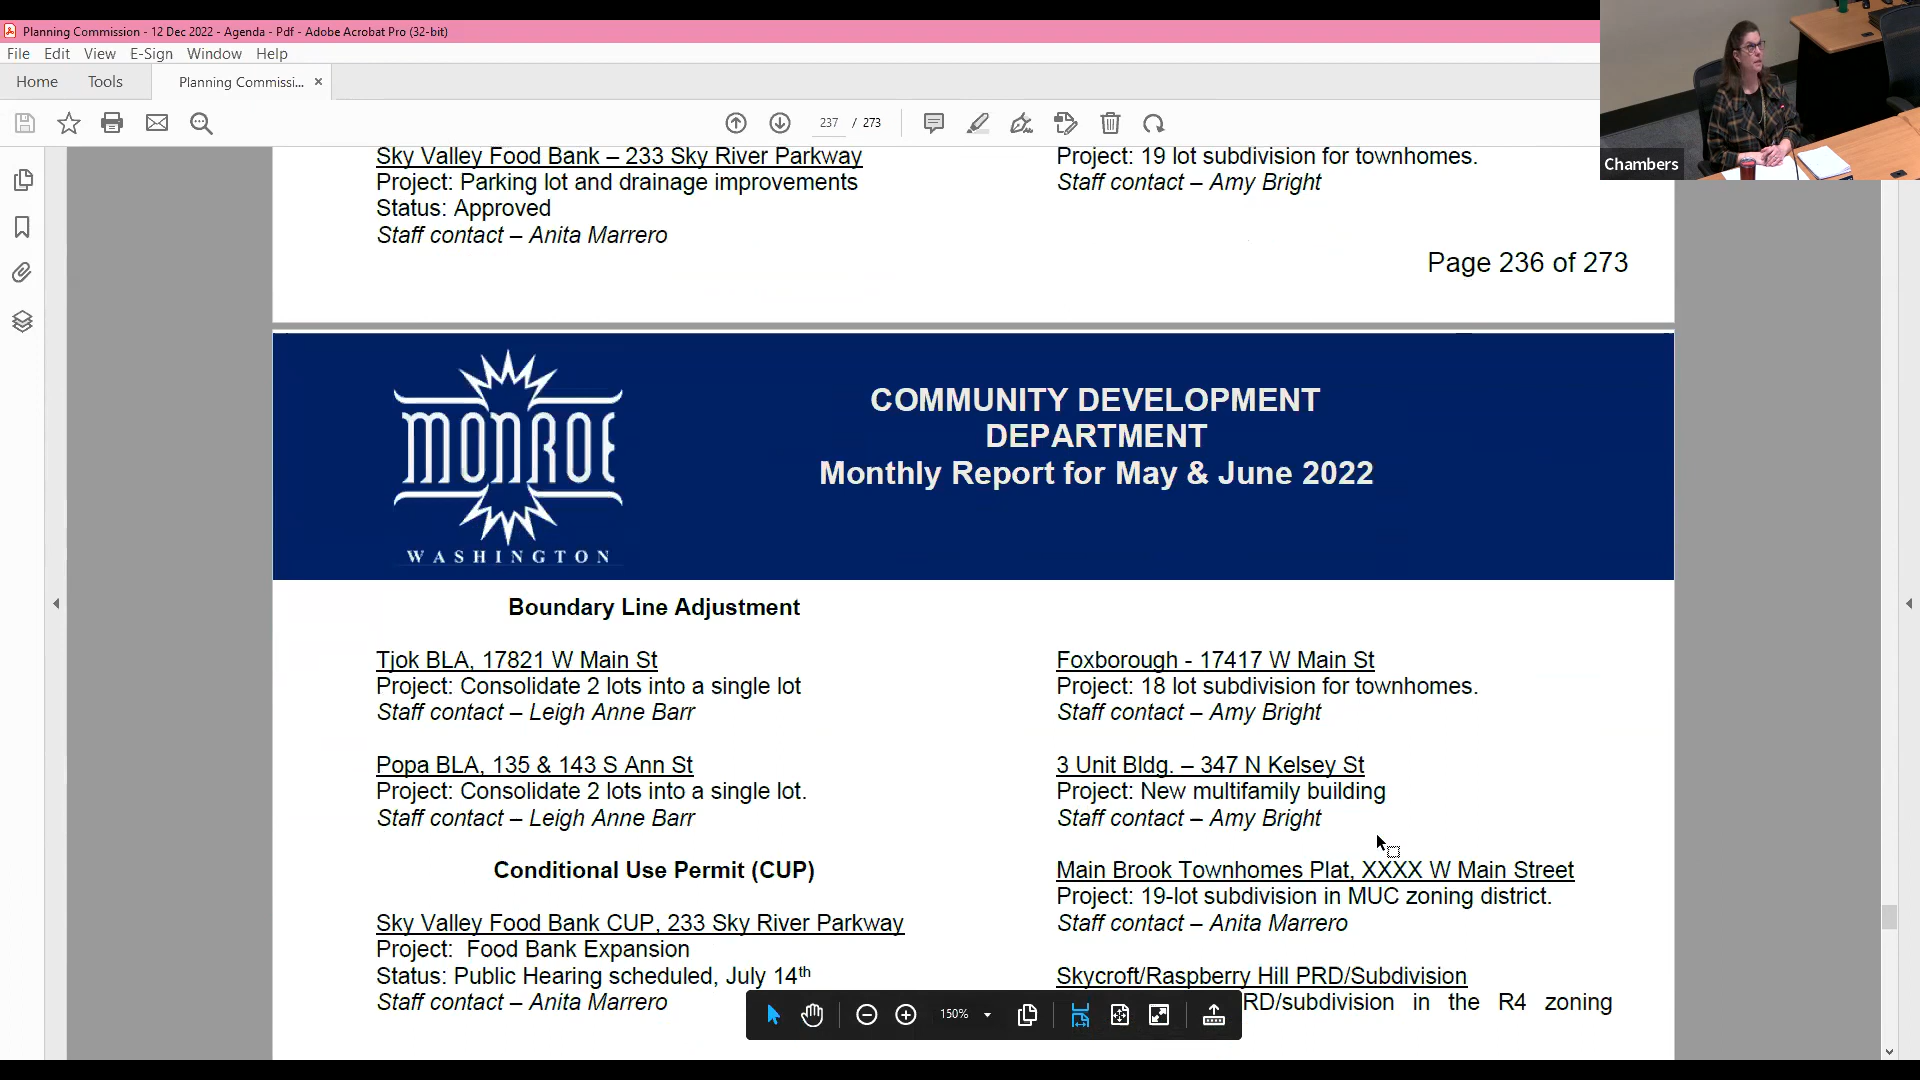 Planning Commission - 12 Dec 2022 - Agenda - Pdf - Adobe Acrobat Pro (32-bit)
File Edit View E-Sign Window Help
Home Tools Planning Commissi... ×
237 / 273
Chambers
Sky Valley Food Bank – 233 Sky River Parkway
Project: Parking lot and drainage improvements
Status: Approved
Staff contact – Anita Marrero
Project: 19 lot subdivision for townhomes.
Staff contact – Amy Bright
Page 236 of 273
MONROE
WASHINGTON
COMMUNITY DEVELOPMENT
DEPARTMENT
Monthly Report for May & June 2022
Boundary Line Adjustment
Tjok BLA, 17821 W Main St
Project: Consolidate 2 lots into a single lot
Staff contact – Leigh Anne Barr
Popa BLA, 135 & 143 S Ann St
Project: Consolidate 2 lots into a single lot.
Staff contact – Leigh Anne Barr
Conditional Use Permit (CUP)
Sky Valley Food Bank CUP, 233 Sky River Parkway
Project: Food Bank Expansion
Status: Public Hearing scheduled, July 14th
Staff contact – Anita Marrero
Foxborough - 17417 W Main St
Project: 18 lot subdivision for townhomes.
Staff contact – Amy Bright
3 Unit Bldg. – 347 N Kelsey St
Project: New multifamily building
Staff contact – Amy Bright
Main Brook Townhomes Plat, XXXX W Main Street
Project: 19-lot subdivision in MUC zoning district.
Staff contact – Anita Marrero
Skycroft/Raspberry Hill PRD/Subdivision
RD/subdivision in the R4 zoning
150%